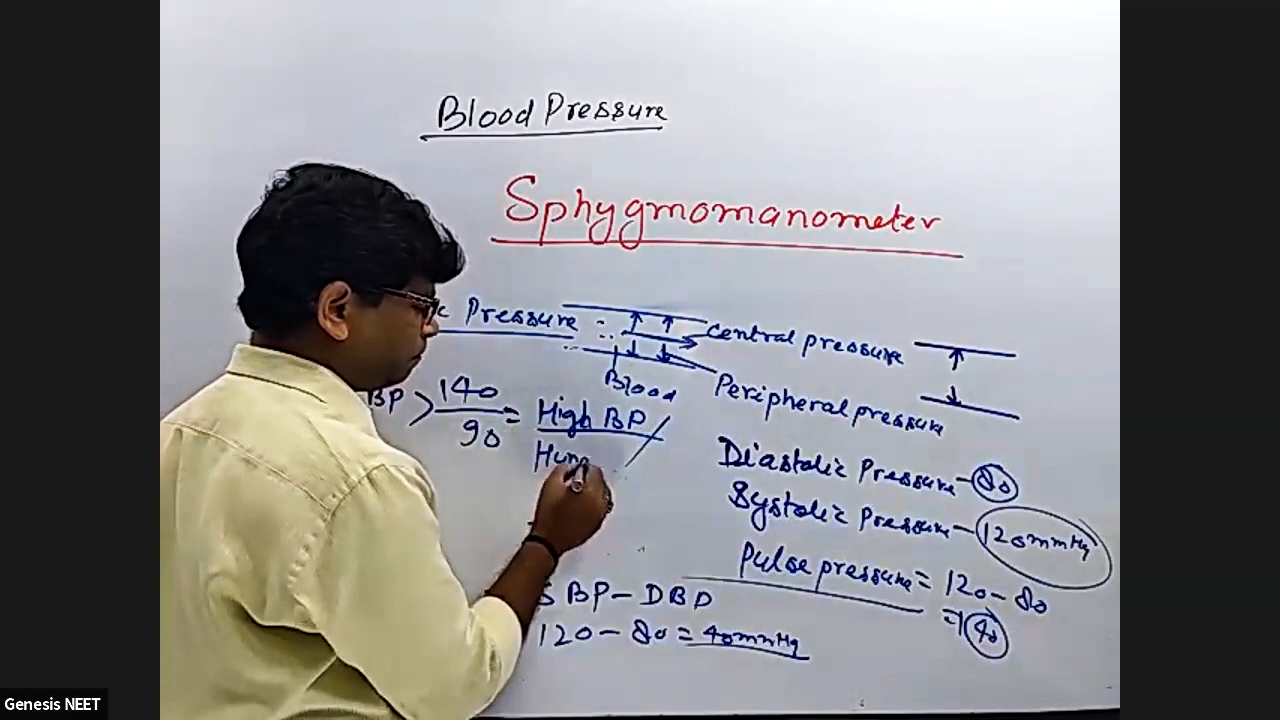 Blood Pressure
Sphygmomanometer
c Pressure
central pressure
Blood
Peripheral pressure
BP > 140/90 = High BP
Diastolic Pressure - 80
Systolic Pressure - 120mmHg
Pulse pressure = 120 - 80
= 40
SBP - DBP
120 - 80 = 40mmHg
Genesis NEET